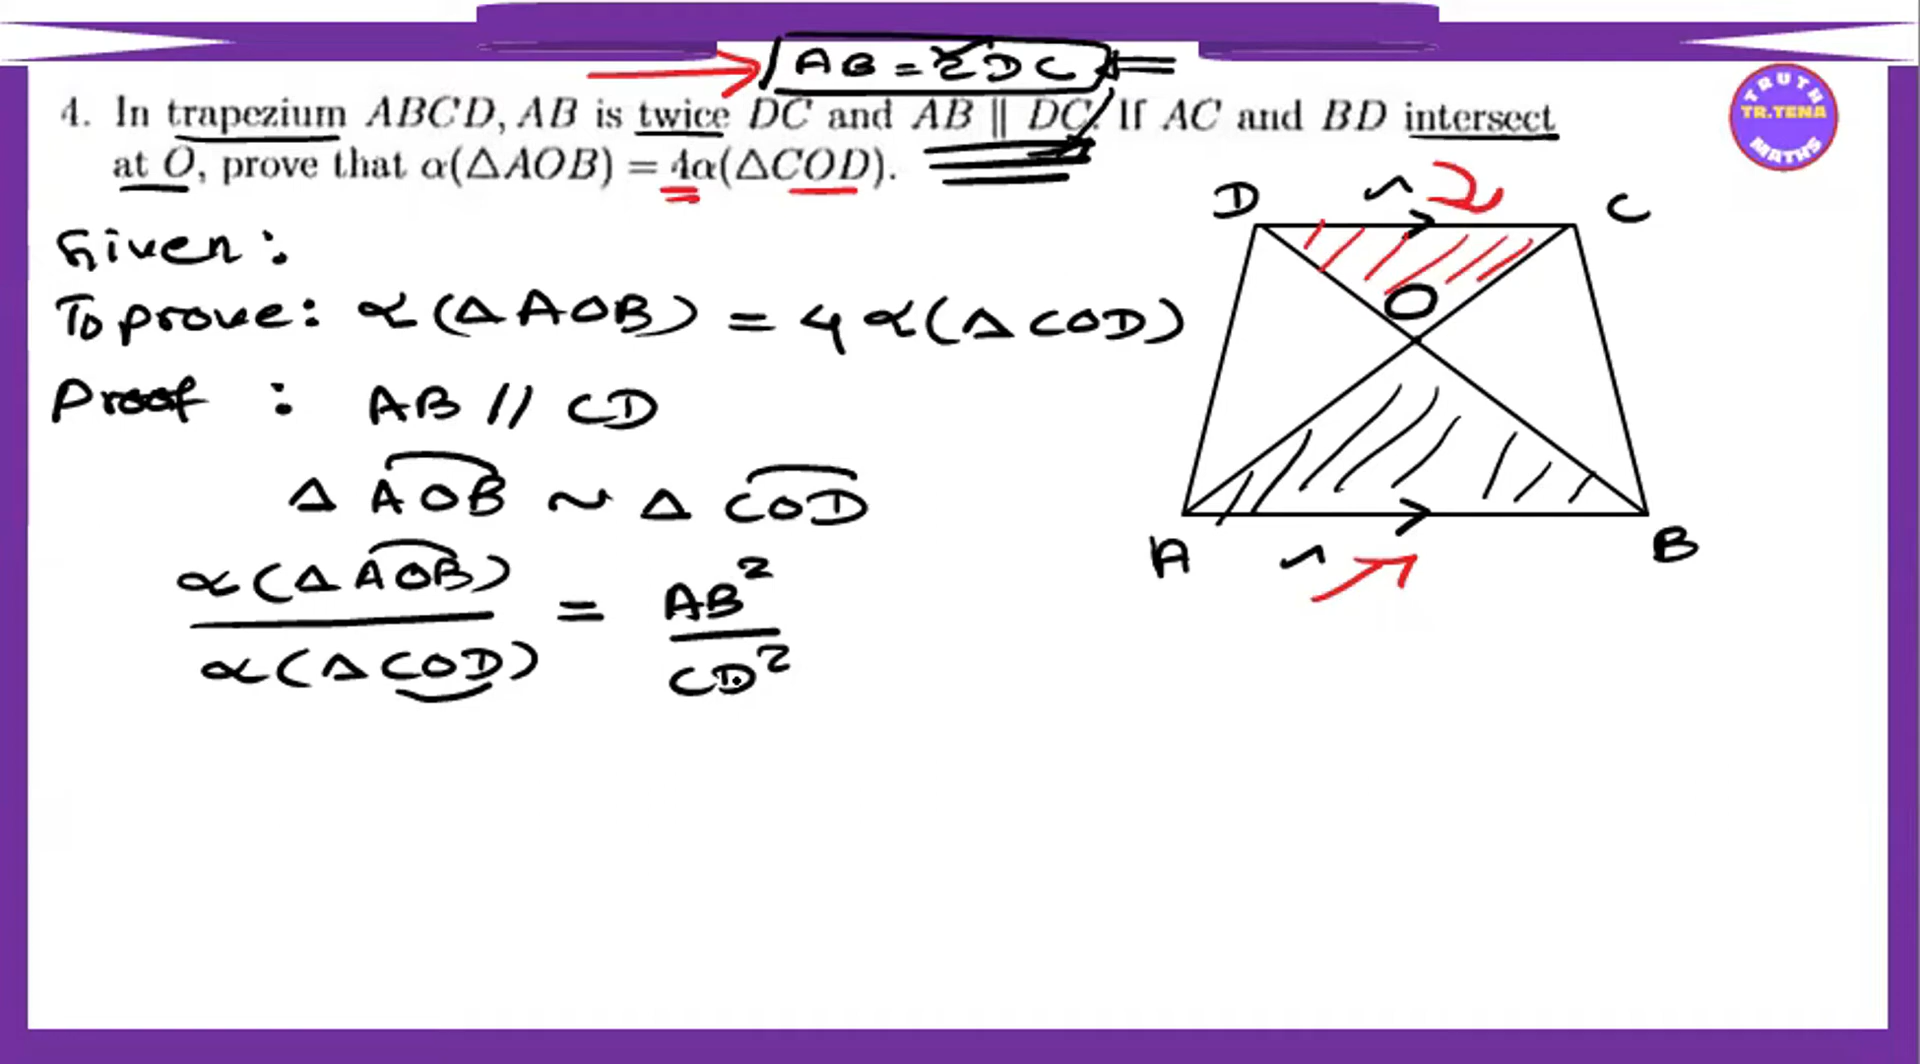 AB = 2DC
4. In trapezium ABCD, AB is twice DC and AB ∥ DC. If AC and BD intersect
at O, prove that α(△AOB) = 4α(△COD).
TRUTH
TR.TENA
MATHS
D
C
Given :
O
To prove : α(△AOB) = 4α(△COD)
Proof : AB // CD
△AOB ~ △COD
A
B
α(△AOB) / α(△COD) = AB² / CD²